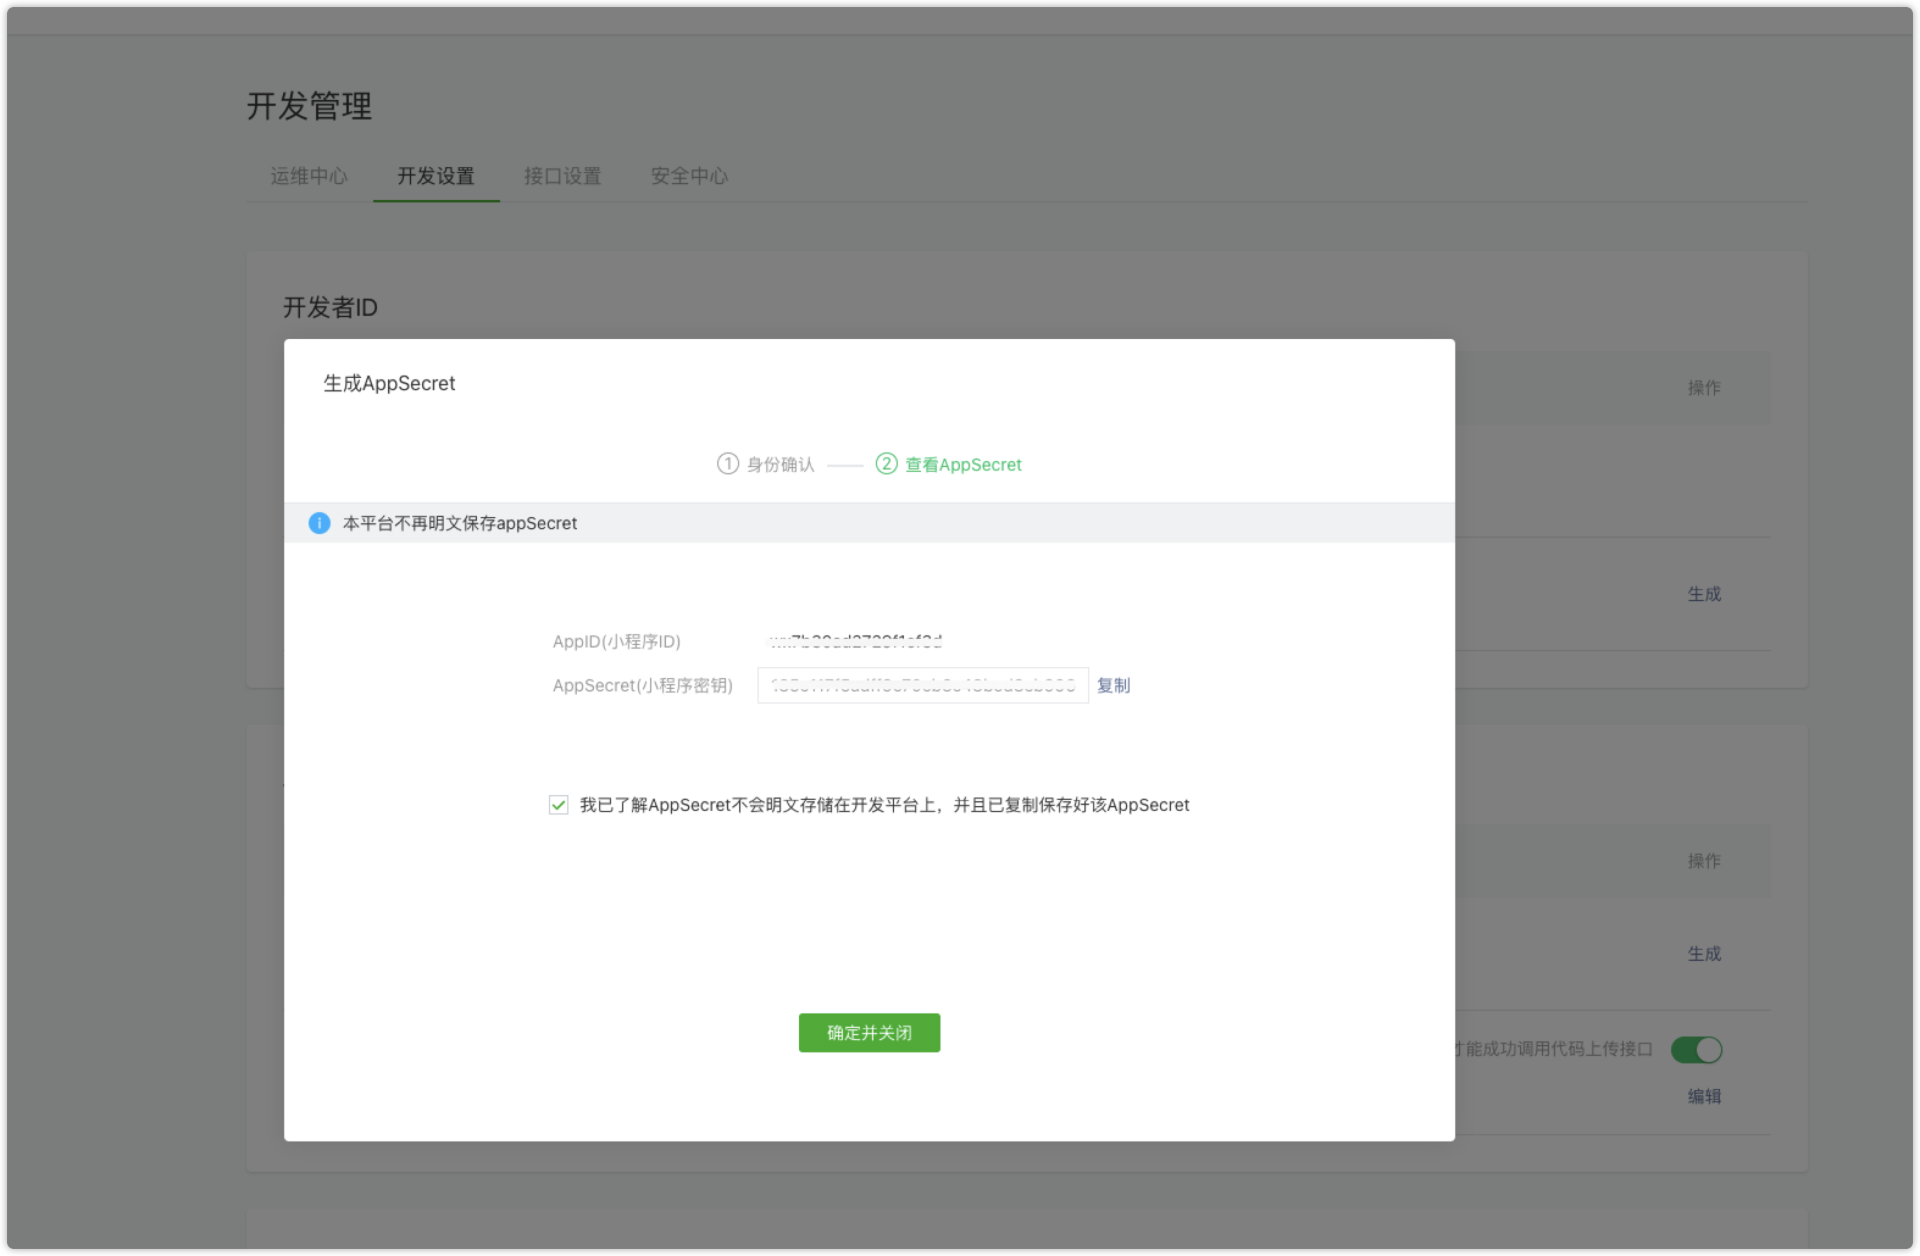 开发管理
运维中心 开发设置 接口设置 安全中心
开发者ID
生成AppSecret
操作
1 身份确认 2 查看AppSecret
本平台不再明文保存appSecret
生成
AppID(小程序ID)
AppSecret(小程序密钥) 复制
我已了解AppSecret不会明文存储在开发平台上，并且已复制保存好该AppSecret
操作
生成
确定并关闭
能成功调用代码上传接口
编辑